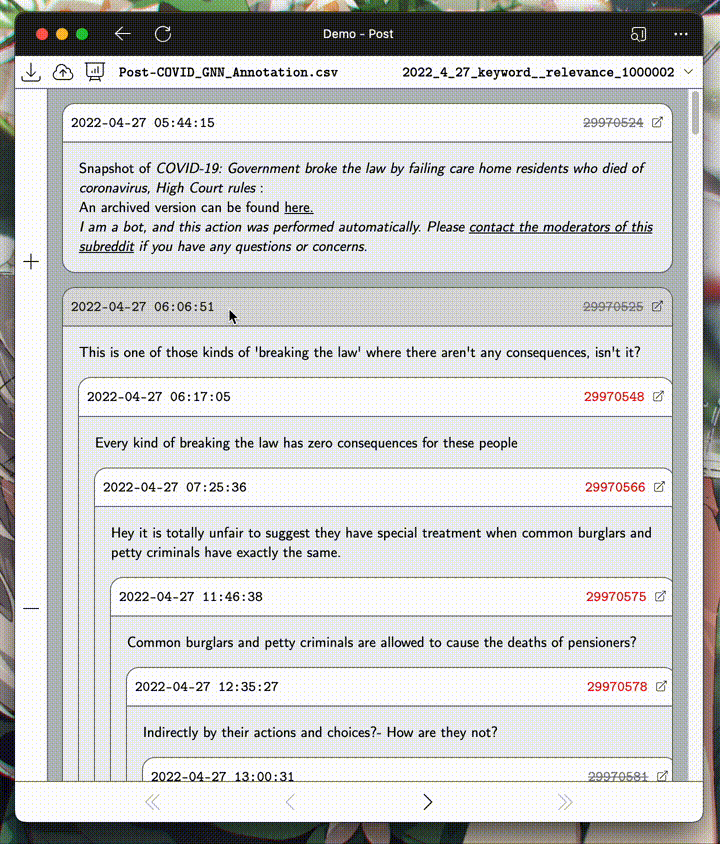 Demo - Post
Post-COVID_GNN_Annotation.csv 2022_4_27_keyword__relevance_1000002
2022-04-27 05:44:15 29970524
Snapshot of COVID-19: Government broke the law by failing care home residents who died of
coronavirus, High Court rules :
An archived version can be found here.
I am a bot, and this action was performed automatically. Please contact the moderators of this
subreddit if you have any questions or concerns.
2022-04-27 06:06:51 29970525
This is one of those kinds of 'breaking the law' where there aren't any consequences, isn't it?
2022-04-27 06:17:05 29970548
Every kind of breaking the law has zero consequences for these people
2022-04-27 07:25:36 29970566
Hey it is totally unfair to suggest they have special treatment when common burglars and
petty criminals have exactly the same.
2022-04-27 11:46:38 29970575
Common burglars and petty criminals are allowed to cause the deaths of pensioners?
2022-04-27 12:35:27 29970578
Indirectly by their actions and choices?- How are they not?
2022-04-27 13:00:31 29970581